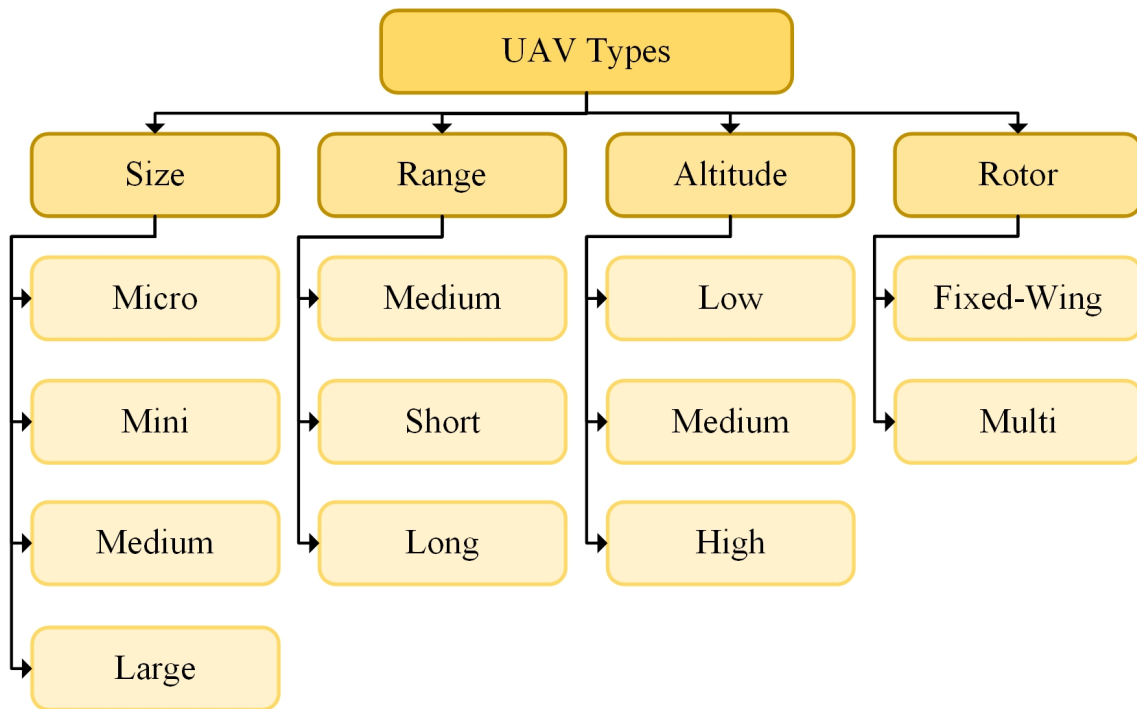 UAV Types
Size
Range
Altitude
Rotor
Micro
Medium
Low
Fixed-Wing
Mini
Short
Medium
Multi
Medium
Long
High
Large